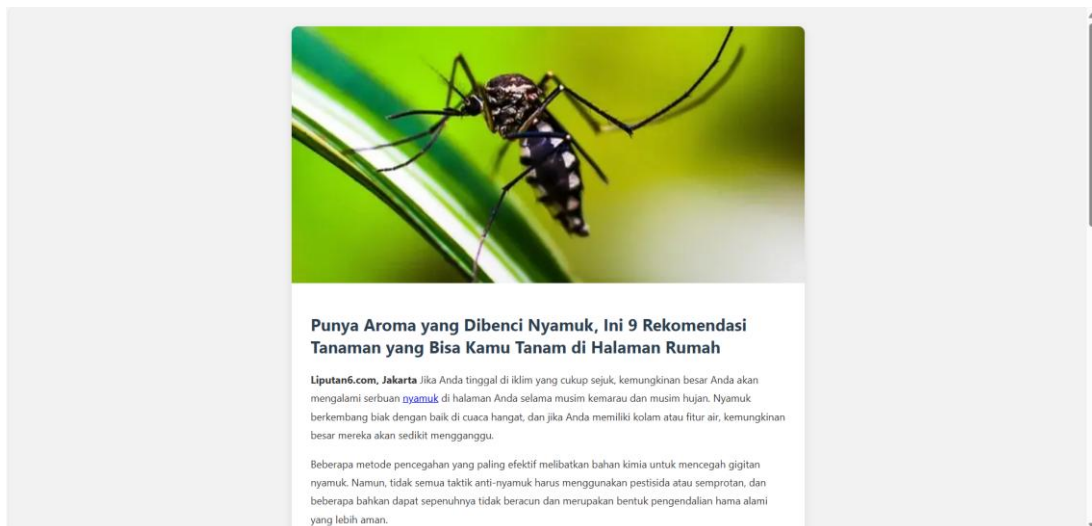 Punya Aroma yang Dibenci Nyamuk, Ini 9 Rekomendasi
Tanaman yang Bisa Kamu Tanam di Halaman Rumah
Liputan6.com, Jakarta Jika Anda tinggal di iklim yang cukup sejuk, kemungkinan besar Anda akan
mengalami serbuan nyamuk di halaman Anda selama musim kemarau dan musim hujan. Nyamuk
berkembang biak dengan baik di cuaca hangat, dan jika Anda memiliki kolam atau fitur air, kemungkinan
besar mereka akan sedikit mengganggu.
Beberapa metode pencegahan yang paling efektif melibatkan bahan kimia untuk mencegah gigitan
nyamuk. Namun, tidak semua taktik anti-nyamuk harus menggunakan pestisida atau semprotan, dan
beberapa bahkan dapat sepenuhnya tidak beracun dan merupakan bentuk pengendalian hama alami
yang lebih aman.